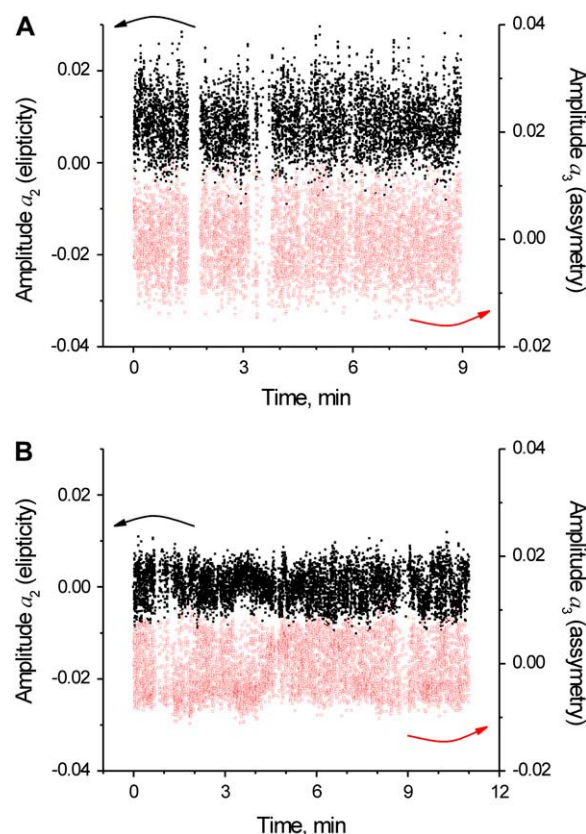 A
Amplitude a₂ (elipticity)
0.02
0.00
-0.02
-0.04
0.04
0.02
0.00
-0.02
Amplitude a₃ (assymetry)
0 3 6 9
Time, min
B
Amplitude a₂ (elipticity)
0.02
0.00
-0.02
-0.04
0.04
0.02
0.00
-0.02
Amplitude a₃ (assymetry)
0 3 6 9 12
Time, min